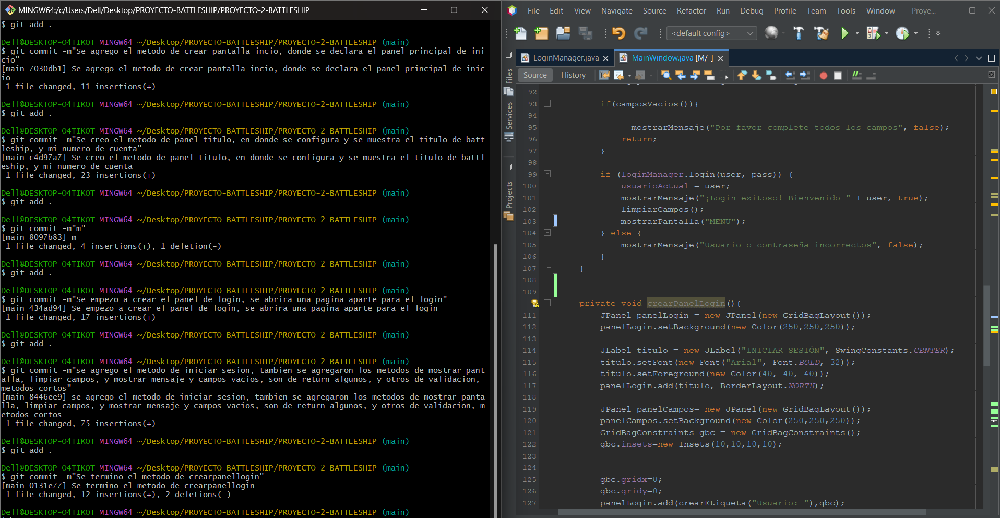 MINGW64:/c/Users/Dell/Desktop/PROYECTO-BATTLESHIP/PROYECTO-2-BATTLESHIP
$ git add .
Dell@DESKTOP-O4TIKOT MINGW64 ~/Desktop/PROYECTO-BATTLESHIP/PROYECTO-2-BATTLESHIP (main)
$ git commit -m"Se agrego el metodo de crear pantalla incio, donde se declara el panel principal de ini
cio"
[main 7030db1] Se agrego el metodo de crear pantalla incio, donde se declara el panel principal de inic
io
1 file changed, 11 insertions(+)
Dell@DESKTOP-O4TIKOT MINGW64 ~/Desktop/PROYECTO-BATTLESHIP/PROYECTO-2-BATTLESHIP (main)
$ git add .
Dell@DESKTOP-O4TIKOT MINGW64 ~/Desktop/PROYECTO-BATTLESHIP/PROYECTO-2-BATTLESHIP (main)
$ git commit -m"Se creo el metodo de panel titulo, en donde se configura y se muestra el titulo de batt
leship, y mi numero de cuenta"
[main c4d97a7] Se creo el metodo de panel titulo, en donde se configura y se muestra el titulo de battl
eship, y mi numero de cuenta
1 file changed, 23 insertions(+)
Dell@DESKTOP-O4TIKOT MINGW64 ~/Desktop/PROYECTO-BATTLESHIP/PROYECTO-2-BATTLESHIP (main)
$ git add .
Dell@DESKTOP-O4TIKOT MINGW64 ~/Desktop/PROYECTO-BATTLESHIP/PROYECTO-2-BATTLESHIP (main)
$ git commit -m"m"
[main 8097b83] m
1 file changed, 4 insertions(+), 1 deletion(-)
Dell@DESKTOP-O4TIKOT MINGW64 ~/Desktop/PROYECTO-BATTLESHIP/PROYECTO-2-BATTLESHIP (main)
$ git add .
Dell@DESKTOP-O4TIKOT MINGW64 ~/Desktop/PROYECTO-BATTLESHIP/PROYECTO-2-BATTLESHIP (main)
$ git commit -m"Se empezo a crear el panel de login, se abrira una pagina aparte para el login"
[main 434ad94] Se empezo a crear el panel de login, se abrira una pagina aparte para el login
1 file changed, 17 insertions(+)
Dell@DESKTOP-O4TIKOT MINGW64 ~/Desktop/PROYECTO-BATTLESHIP/PROYECTO-2-BATTLESHIP (main)
$ git add .
Dell@DESKTOP-O4TIKOT MINGW64 ~/Desktop/PROYECTO-BATTLESHIP/PROYECTO-2-BATTLESHIP (main)
$ git commit -m"se agrego el metodo de iniciar sesion, tambien se agregaron los metodos de mostrar pant
alla, limpiar campos, y mostrar mensaje y campos vacios, son de return algunos, y otros de validacion,
metodos cortos"
[main 8446ee9] se agrego el metodo de iniciar sesion, tambien se agregaron los metodos de mostrar panta
lla, limpiar campos, y mostrar mensaje y campos vacios, son de return algunos, y otros de validacion, m
etodos cortos
1 file changed, 75 insertions(+)
Dell@DESKTOP-O4TIKOT MINGW64 ~/Desktop/PROYECTO-BATTLESHIP/PROYECTO-2-BATTLESHIP (main)
$ git add .
Dell@DESKTOP-O4TIKOT MINGW64 ~/Desktop/PROYECTO-BATTLESHIP/PROYECTO-2-BATTLESHIP (main)
$ git commit -m"Se termino el metodo de crearpanellogin"
[main 0131e77] Se termino el metodo de crearpanellogin
1 file changed, 12 insertions(+), 2 deletions(-)
Dell@DESKTOP-O4TIKOT MINGW64 ~/Desktop/PROYECTO-BATTLESHIP/PROYECTO-2-BATTLESHIP (main)
File Edit View Navigate Source Refactor Run Debug Profile Team Tools Window Proye...
<default config>
LoginManager.java MainWindow.java [M/-]
Source History
Files
Services
Projects
92
93 if(camposVacios()){
94
95 mostrarMensaje("Por favor complete todos los campos", false);
96 return;
97 }
98
99 if (loginManager.login(user, pass)) {
100 usuarioActual = user;
101 mostrarMensaje("¡Login exitoso! Bienvenido " + user, true);
102 limpiarCampos();
103 mostrarPantalla("MENU");
104 } else {
105 mostrarMensaje("Usuario o contraseña incorrectos", false);
106 }
107 }
108
109
private void crearPanelLogin(){
111 JPanel panelLogin = new JPanel(new GridBagLayout());
112 panelLogin.setBackground(new Color(250,250,250));
113
114 JLabel titulo = new JLabel("INICIAR SESIÓN", SwingConstants.CENTER);
115 titulo.setFont(new Font("Arial", Font.BOLD, 32));
116 titulo.setForeground(new Color(40, 40, 40));
117 panelLogin.add(titulo, BorderLayout.NORTH);
118
119 JPanel panelCampos= new JPanel(new GridBagLayout());
120 panelCampos.setBackground(new Color(250,250,250));
121 GridBagConstraints gbc = new GridBagConstraints();
122 gbc.insets=new Insets(10,10,10,10);
123
124
125 gbc.gridx=0;
126 gbc.gridy=0;
127 panelLogin.add(crearEtiqueta("Usuario: "),gbc);